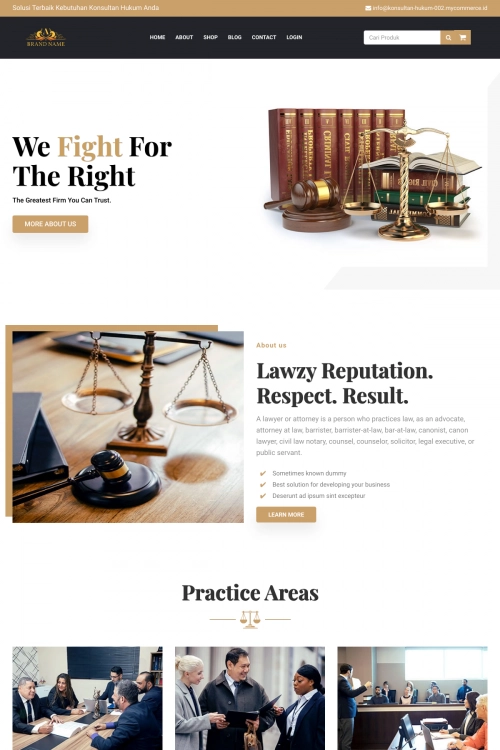 Solusi Terbaik Kebutuhan Konsultan Hukum Anda
info@konsultan-hukum-002.mycommerce.id
BRAND NAME
HOME ABOUT SHOP BLOG CONTACT LOGIN
Cari Produk
We Fight For
The Right
The Greatest Firm You Can Trust.
MORE ABOUT US
About us
Lawzy Reputation.
Respect. Result.
A lawyer or attorney is a person who practices law, as an advocate,
attorney at law, barrister, barrister-at-law, bar-at-law, canonist, canon
lawyer, civil law notary, counsel, counselor, solicitor, legal executive, or
public servant.
Sometimes known dummy
Best solution for developing your business
Deserunt ad ipsum sint excepteur
LEARN MORE
Practice Areas